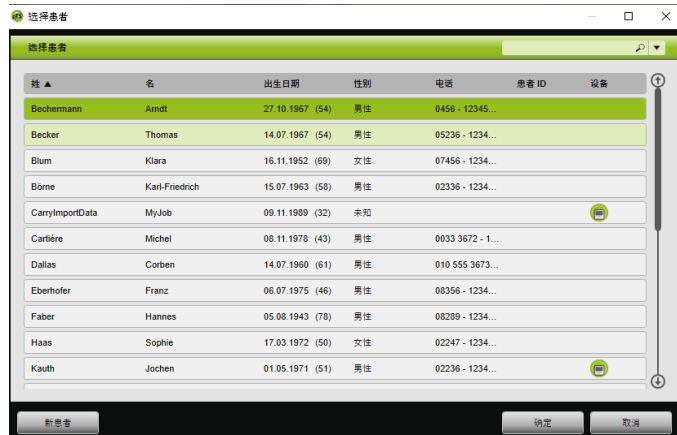 选择患者
选择患者
姓 ▲ 名 出生日期 性别 电话 患者 ID 设备
Bechermann Arndt 27.10.1967 (54) 男性 0456 - 12345...
Becker Thomas 14.07.1967 (54) 男性 05236 - 1234...
Blum Klara 16.11.1952 (69) 女性 07456 - 1234...
Börne Karl-Friedrich 15.07.1963 (58) 男性 02336 - 1234...
CarryImportData MyJob 09.11.1989 (32) 未知
Cartière Michel 08.11.1978 (43) 男性 0033 3672 - 1...
Dallas Corben 14.07.1960 (61) 男性 010 555 3673...
Eberhofer Franz 06.07.1975 (46) 男性 08356 - 1234...
Faber Hannes 05.08.1943 (78) 男性 08289 - 1234...
Haas Sophie 17.03.1972 (50) 女性 02247 - 1234...
Kauth Jochen 01.05.1971 (51) 男性 02236 - 1234...
新患者 确定 取消